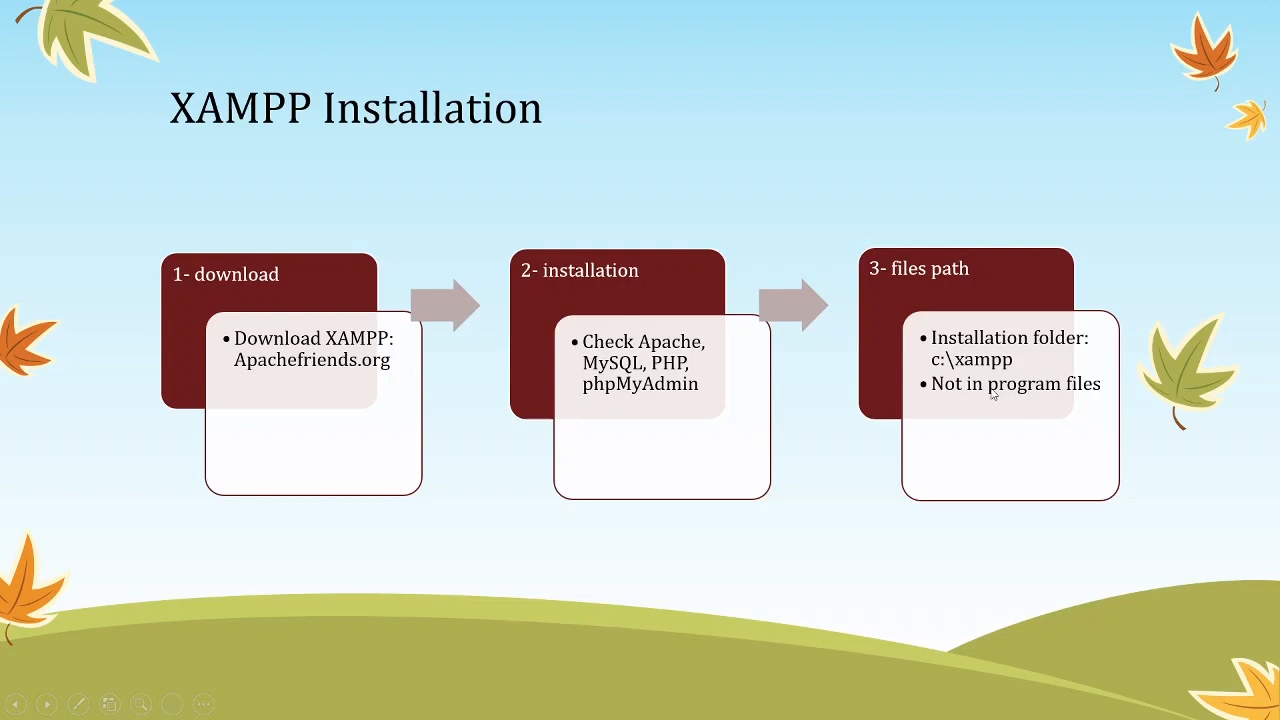 XAMPP Installation
1- download
• Download XAMPP:
Apachefriends.org
2- installation
• Check Apache,
MySQL, PHP,
phpMyAdmin
3- files path
• Installation folder:
c:\xampp
• Not in program files